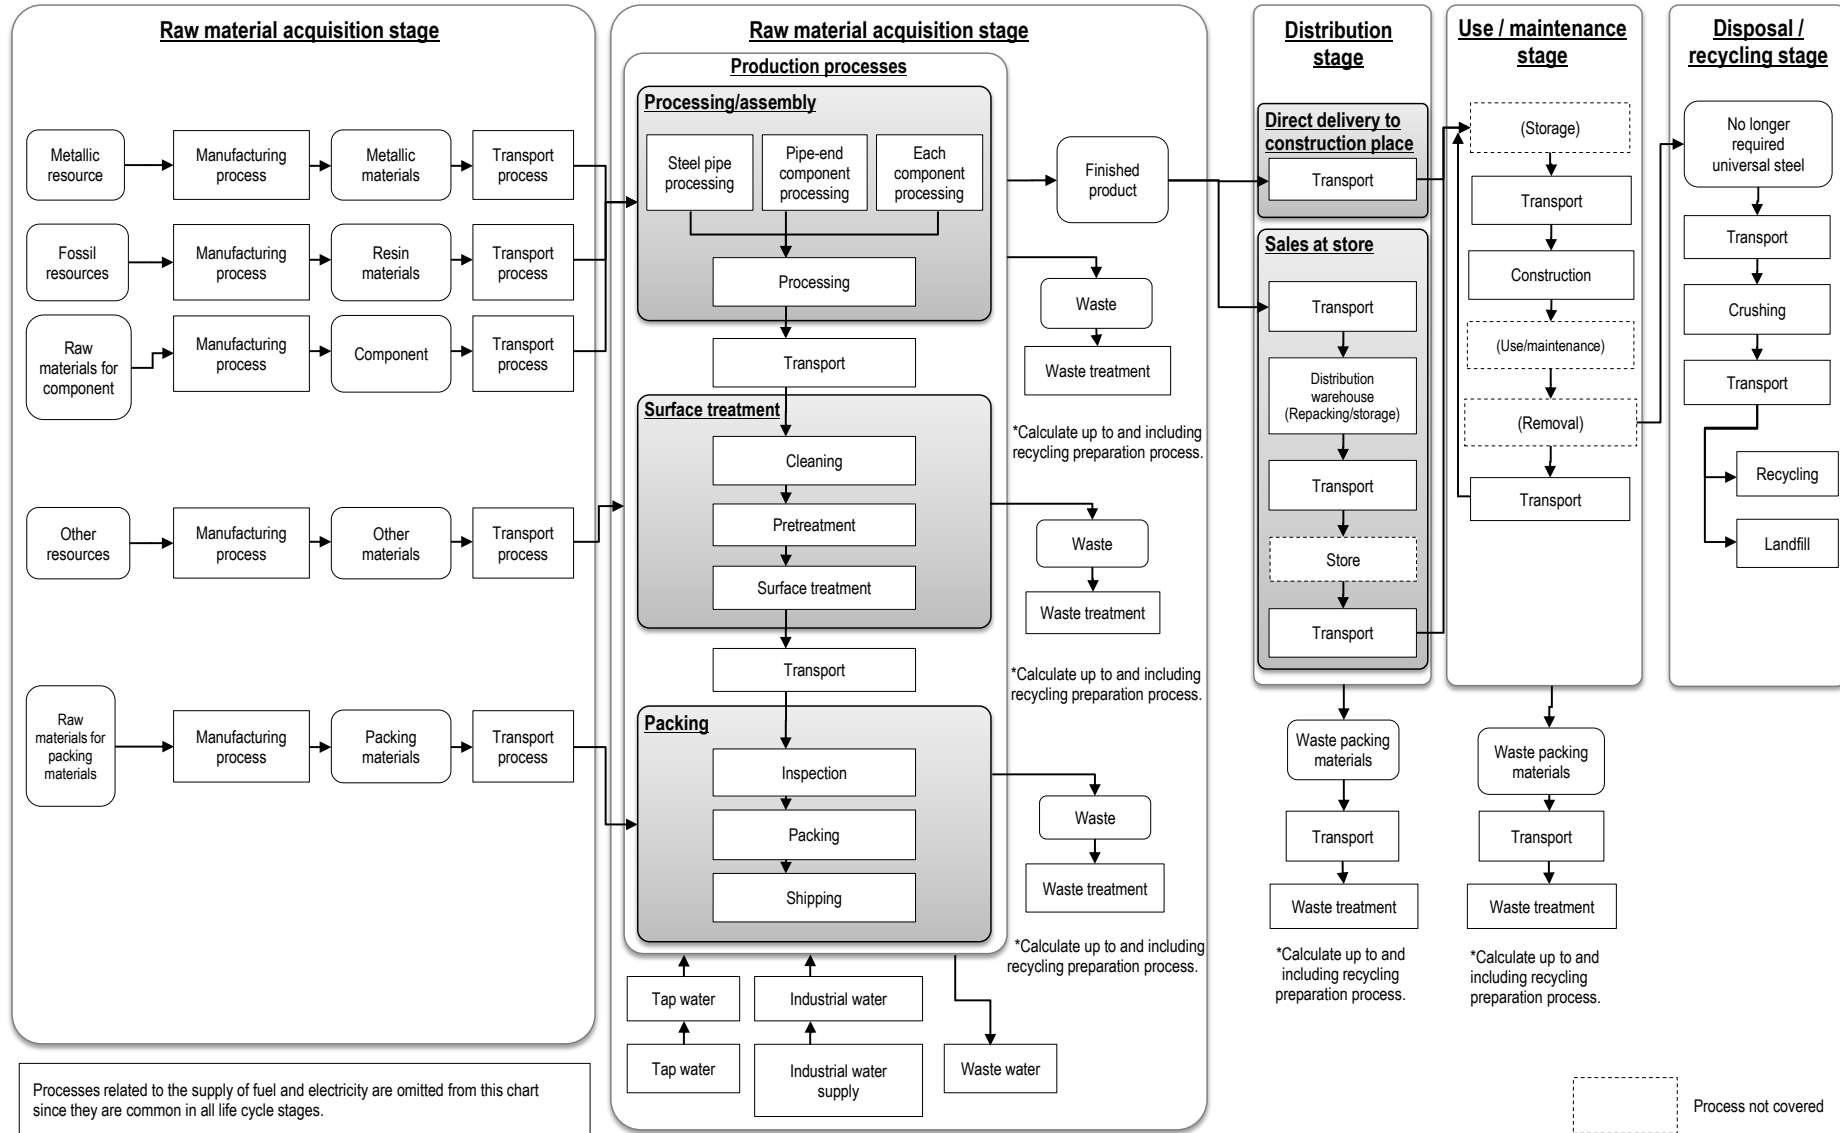 Raw material acquisition stage
Metallic
resource
Manufacturing
process
Metallic
materials
Transport
process
Fossil
resources
Manufacturing
process
Resin
materials
Transport
process
Raw
materials for
component
Manufacturing
process
Component
Transport
process
Other
resources
Manufacturing
process
Other
materials
Transport
process
Raw
materials for
packing
materials
Manufacturing
process
Packing
materials
Transport
process
Processes related to the supply of fuel and electricity are omitted from this chart
since they are common in all life cycle stages.
Raw material acquisition stage
Production processes
Processing/assembly
Steel pipe
processing
Pipe-end
component
processing
Each
component
processing
Processing
Transport
Surface treatment
Cleaning
Pretreatment
Surface treatment
Transport
Packing
Inspection
Packing
Shipping
Tap water
Tap water
Industrial water
Industrial water
supply
Waste water
Finished
product
Waste
Waste treatment
*Calculate up to and including
recycling preparation process.
Waste
Waste treatment
*Calculate up to and including
recycling preparation process.
Waste
Waste treatment
*Calculate up to and including
recycling preparation process.
Distribution
stage
Direct delivery to
construction place
Transport
Sales at store
Transport
Distribution
warehouse
(Repacking/storage)
Transport
Store
Transport
Waste packing
materials
Transport
Waste treatment
*Calculate up to and
including recycling
preparation process.
Use / maintenance
stage
(Storage)
Transport
Construction
(Use/maintenance)
(Removal)
Transport
Waste packing
materials
Transport
Waste treatment
*Calculate up to and
including recycling
preparation process.
Disposal /
recycling stage
No longer
required
universal steel
Transport
Crushing
Transport
Recycling
Landfill
Process not covered